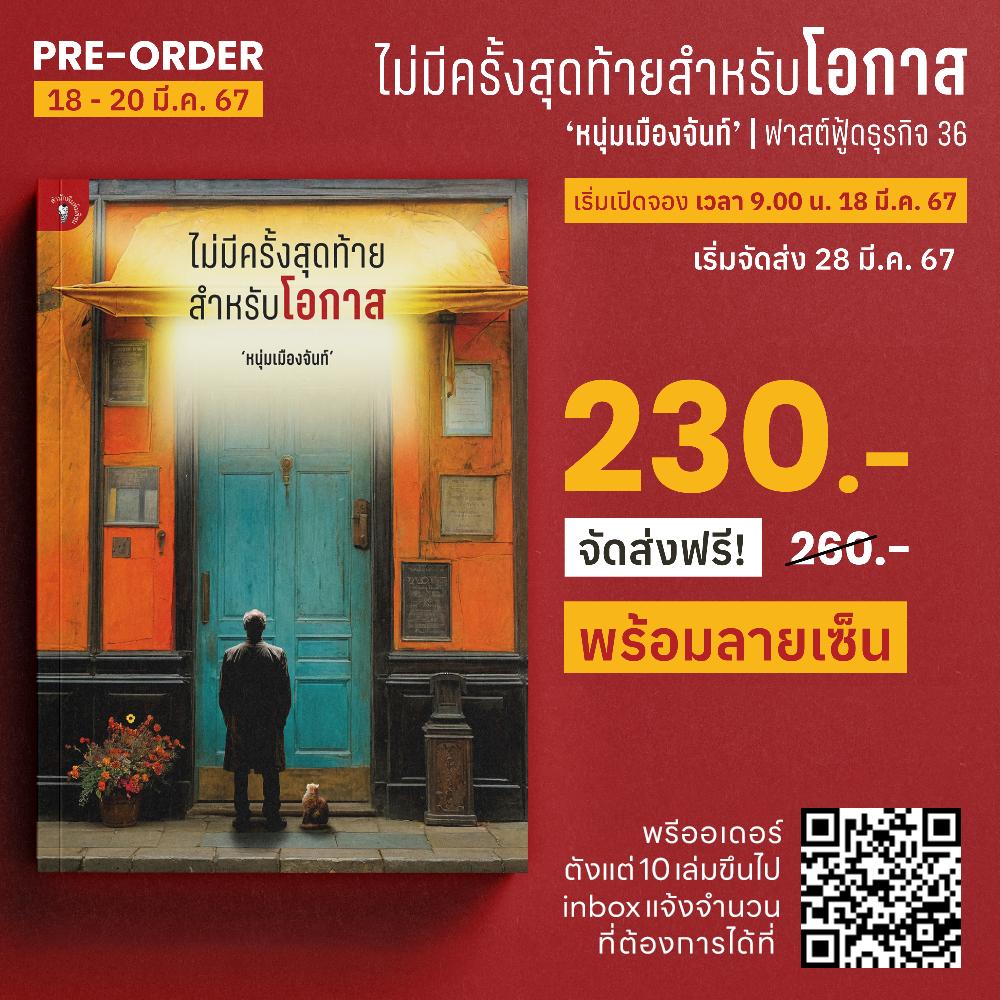 PRE-ORDER
18 - 20 มี.ค. 67
ไม่มีครั้งสุดท้ายสำหรับโอกาส
‘หนุ่มเมืองจันท์’ | ฟาสต์ฟู้ดธุรกิจ 36
เริ่มเปิดจอง เวลา 9.00 น. 18 มี.ค. 67
เริ่มจัดส่ง 28 มี.ค. 67
ไม่มีครั้งสุดท้าย
สำหรับโอกาส
‘หนุ่มเมืองจันท์’
230.-
จัดส่งฟรี! 260.-
พร้อมลายเซ็น
พรีออเดอร์
ตั้งแต่ 10 เล่มขึ้นไป
inbox แจ้งจำนวน
ที่ต้องการได้ที่